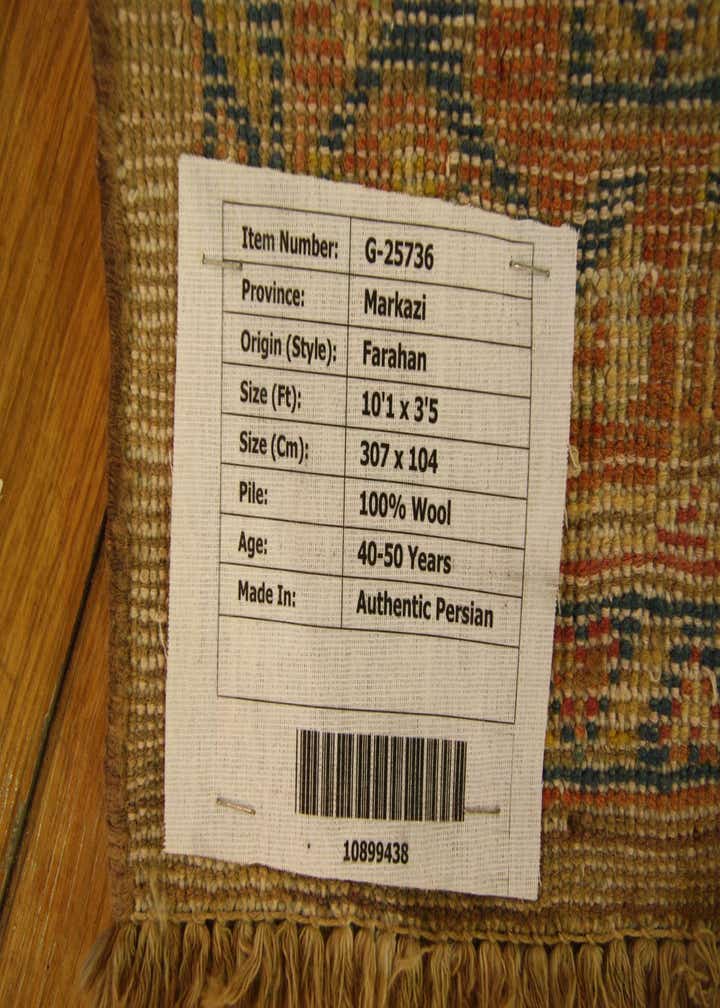 Item Number: G-25736
Province: Markazi
Origin (Style): Farahan
Size (Ft): 10'1 x 3'5
Size (Cm): 307 x 104
Pile: 100% Wool
Age: 40-50 Years
Made In: Authentic Persian
10899438